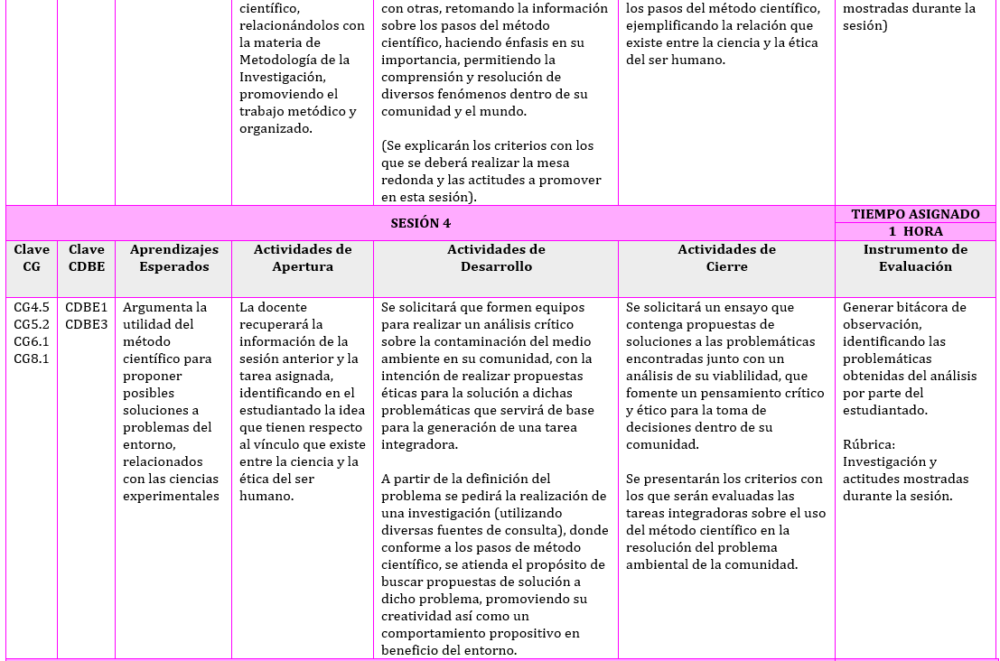 científico,
relacionándolos con
la materia de
Metodología de la
Investigación,
promoviendo el
trabajo metódico y
organizado.
con otras, retomando la información
sobre los pasos del método
científico, haciendo énfasis en su
importancia, permitiendo la
comprensión y resolución de
diversos fenómenos dentro de su
comunidad y el mundo.
(Se explicarán los criterios con los
que se deberá realizar la mesa
redonda y las actitudes a promover
en esta sesión).
los pasos del método científico,
ejemplificando la relación que
existe entre la ciencia y la ética
del ser humano.
mostradas durante la
sesión)
SESIÓN 4
TIEMPO ASIGNADO
1 HORA
Clave
CG
Clave
CDBE
Aprendizajes
Esperados
Actividades de
Apertura
Actividades de
Desarrollo
Actividades de
Cierre
Instrumento de
Evaluación
CG4.5
CG5.2
CG6.1
CG8.1
CDBE1
CDBE3
Argumenta la
utilidad del
método
científico para
proponer
posibles
soluciones a
problemas del
entorno,
relacionados
con las ciencias
experimentales
La docente
recuperará la
información de la
sesión anterior y la
tarea asignada,
identificando en el
estudiantado la idea
que tienen respecto
al vínculo que existe
entre la ciencia y la
ética del ser
humano.
Se solicitará que formen equipos
para realizar un análisis crítico
sobre la contaminación del medio
ambiente en su comunidad, con la
intención de realizar propuestas
éticas para la solución a dichas
problemáticas que servirá de base
para la generación de una tarea
integradora.
A partir de la definición del
problema se pedirá la realización de
una investigación (utilizando
diversas fuentes de consulta), donde
conforme a los pasos de método
científico, se atienda el propósito de
buscar propuestas de solución a
dicho problema, promoviendo su
creatividad así como un
comportamiento propositivo en
beneficio del entorno.
Se solicitará un ensayo que
contenga propuestas de
soluciones a las problemáticas
encontradas junto con un
análisis de su viablilidad, que
fomente un pensamiento crítico
y ético para la toma de
decisiones dentro de su
comunidad.
Se presentarán los criterios con
los que serán evaluadas las
tareas integradoras sobre el uso
del método científico en la
resolución del problema
ambiental de la comunidad.
Generar bitácora de
observación,
identificando las
problemáticas
obtenidas del análisis
por parte del
estudiantado.
Rúbrica:
Investigación y
actitudes mostradas
durante la sesión.